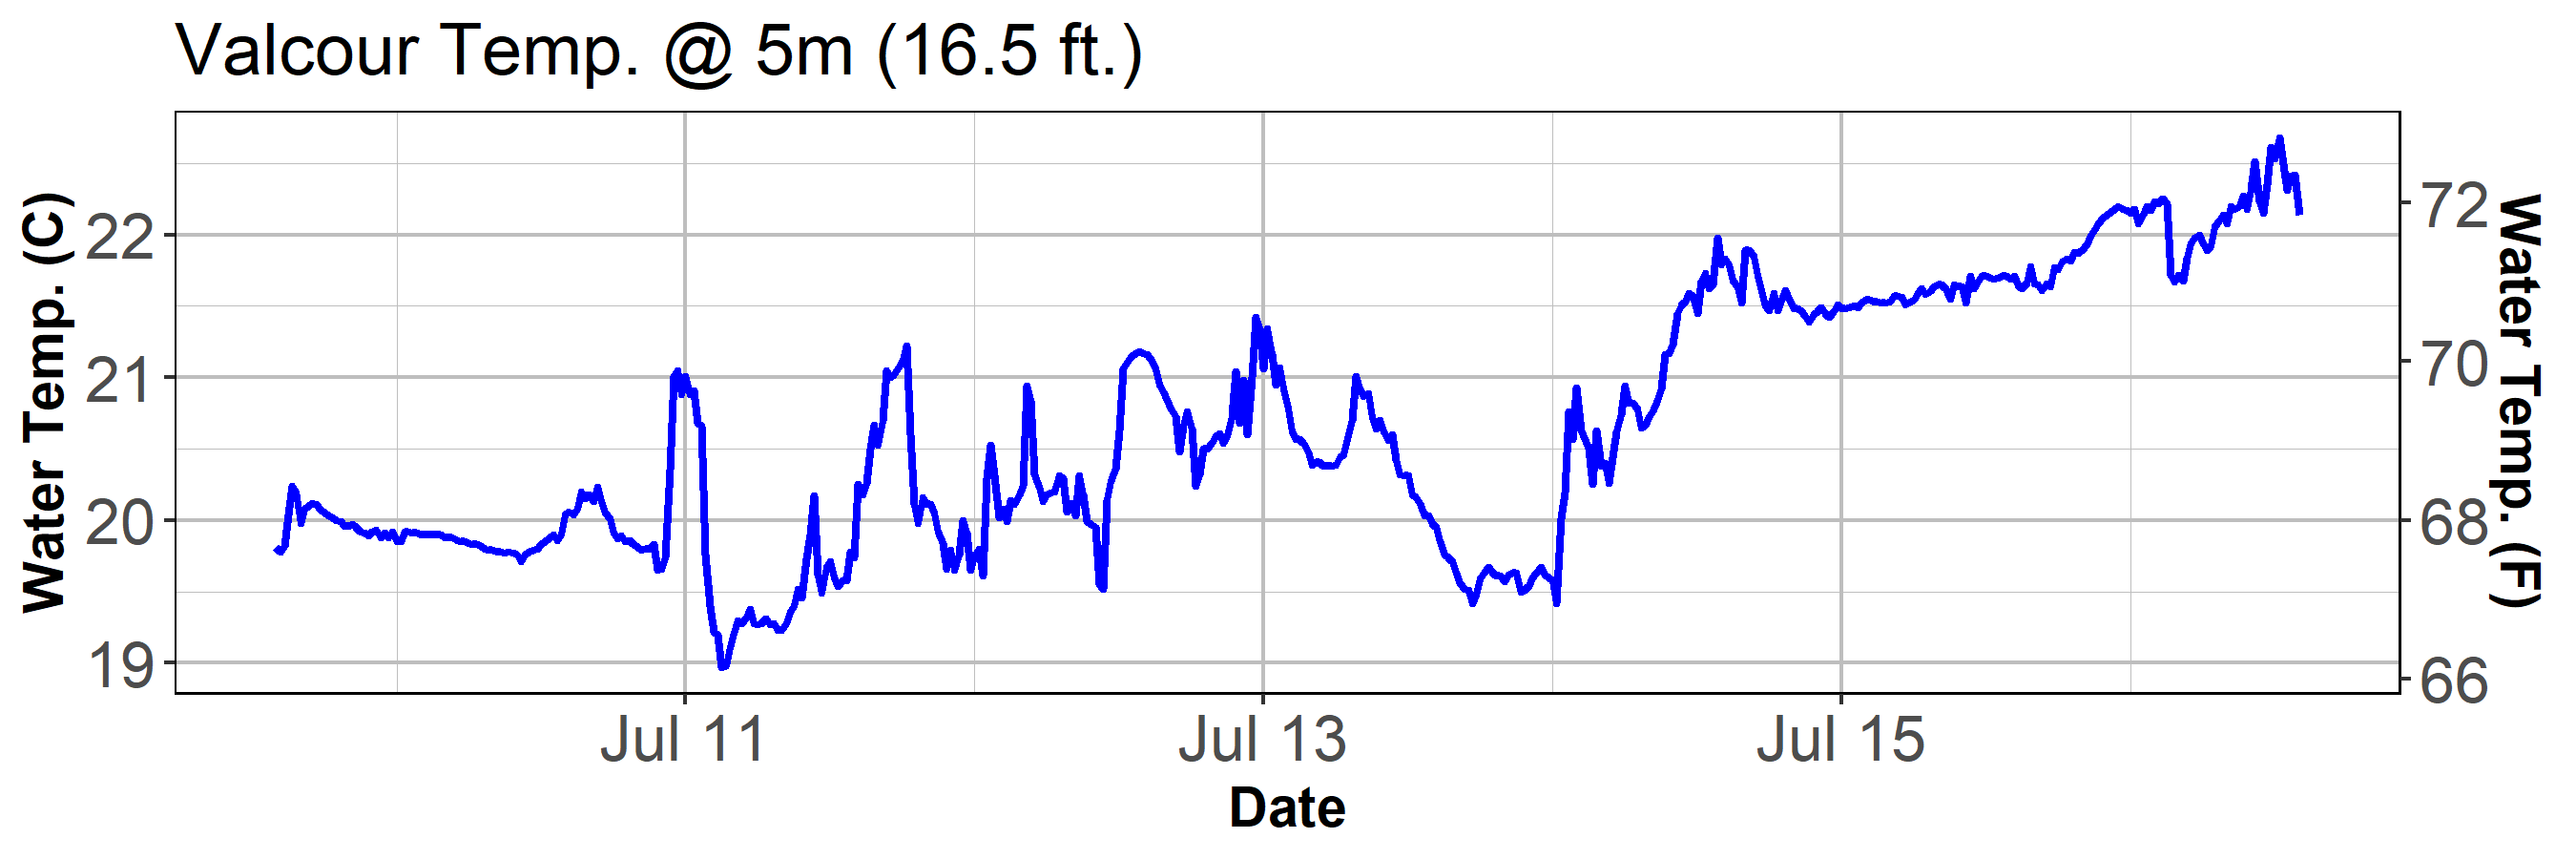 Valcour Temp. @ 5m (16.5 ft.)
Water Temp. (C)
22
21
20
19
72
70
68
66
Water Temp. (F)
Jul 11
Jul 13
Jul 15
Date